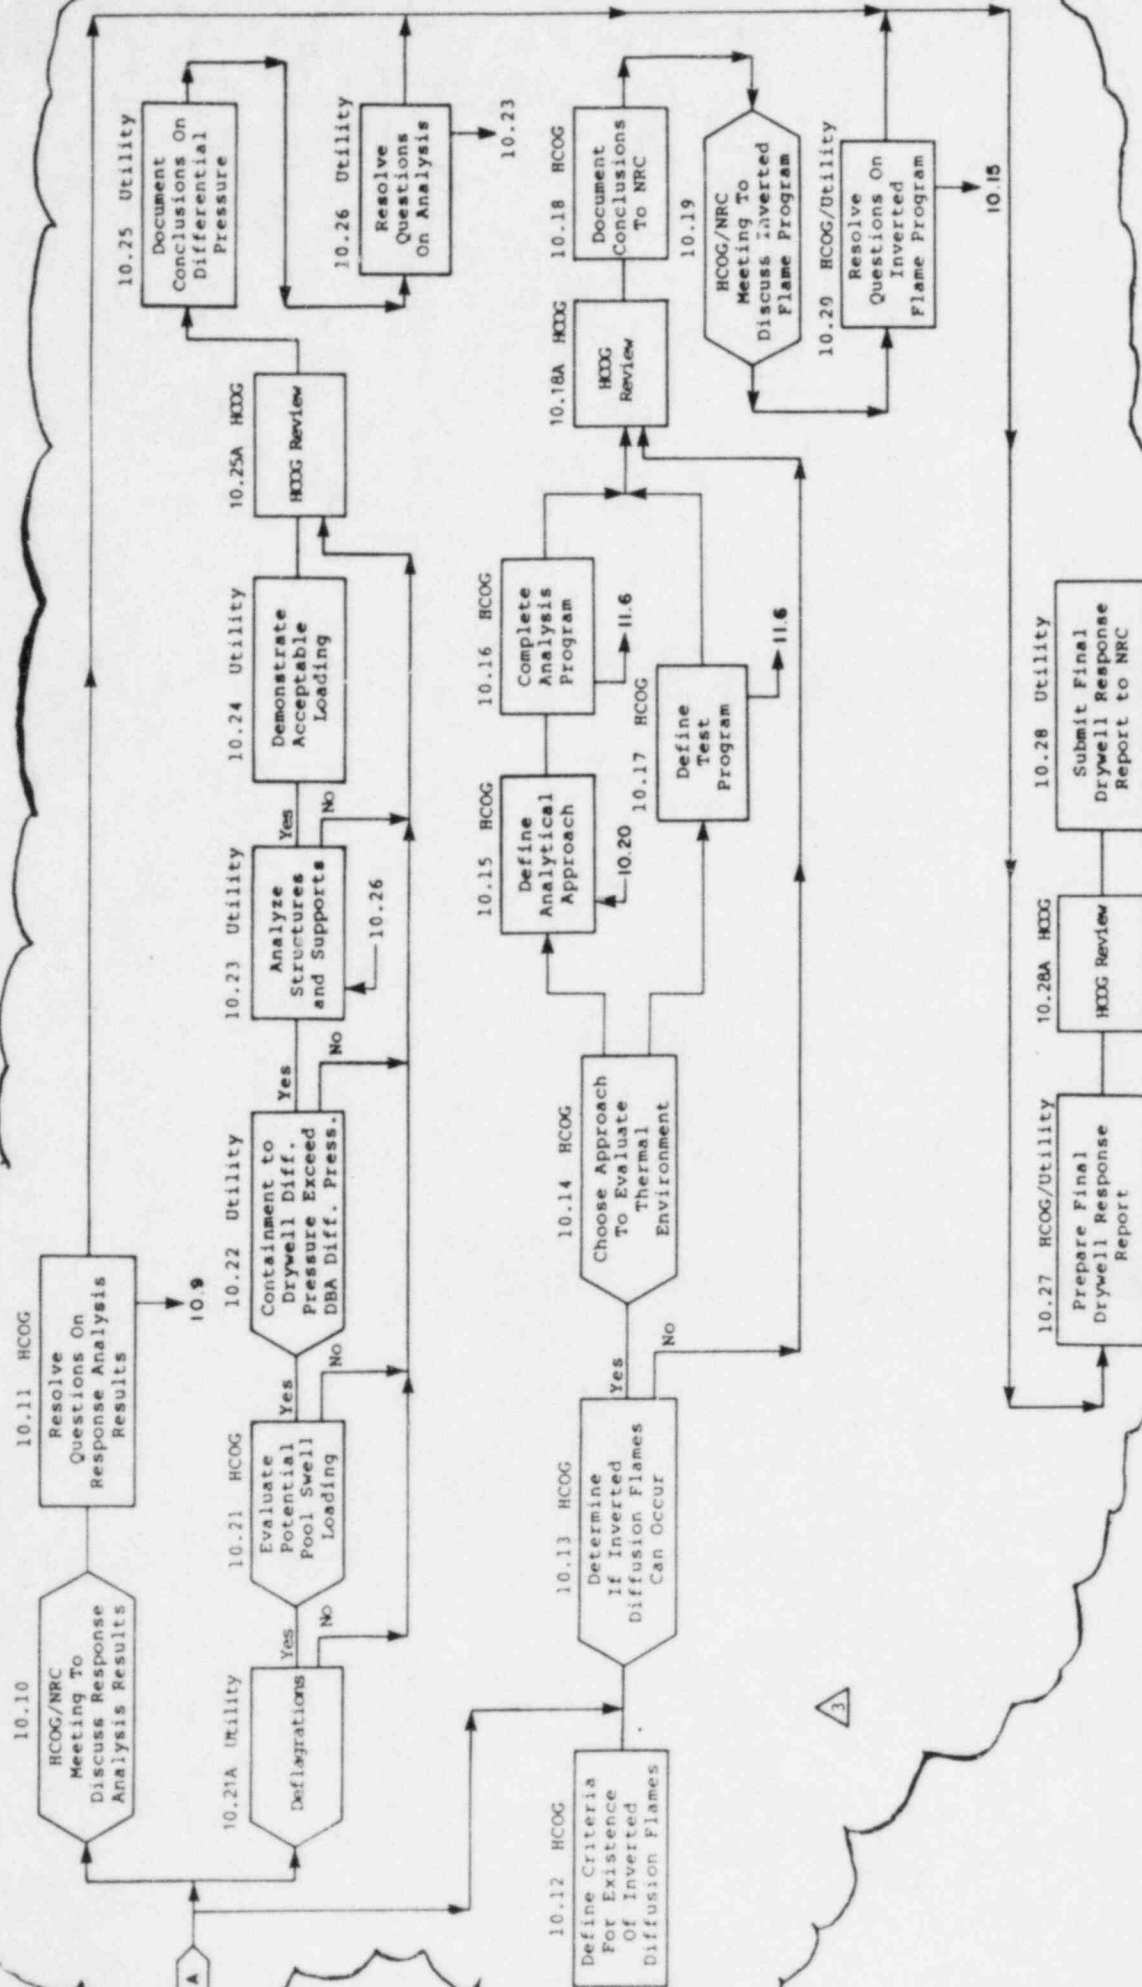 A
10.10
HCOG/NRC
Meeting To
Discuss Response
Analysis Results
10.11 HCOG
Resolve
Questions On
Response Analysis
Results
10.9
10.21A Utility
Deflagrations
Yes
No
10.21 HCOG
Evaluate
Potential
Pool Swell
Loading
Yes
No
10.22 Utility
Containment to
Drywell Diff.
Pressure Exceed
DBA Diff. Press.
Yes
No
10.23 Utility
Analyze
Structures
and Supports
10.26
Yes
No
10.24 Utility
Demonstrate
Acceptable
Loading
10.25A HCOG
HCOG Review
10.25 Utility
Document
Conclusions On
Differential
Pressure
10.26 Utility
Resolve
Questions
On Analysis
10.23
10.12 HCOG
Define Criteria
For Existence
Of Inverted
Diffusion Flames
10.13 HCOG
Determine
If Inverted
Diffusion Flames
Can Occur
Yes
No
10.14 HCOG
Choose Approach
To Evaluate
Thermal
Environment
10.15 HCOG
Define
Analytical
Approach
10.20
10.16 HCOG
Complete
Analysis
Program
11.6
10.17 HCOG
Define
Test
Program
11.6
10.18A HCOG
HCOG
Review
10.18 HCOG
Document
Conclusions
To NRC
10.19
HCOG/NRC
Meeting To
Discuss Inverted
Flame Program
10.20 HCOG/Utility
Resolve
Questions On
Inverted
Flame Program
10.15
3
10.27 HCOG/Utility
Prepare Final
Drywell Response
Report
10.28A HCOG
HCOG Review
10.28 Utility
Submit Final
Drywell Response
Report to NRC